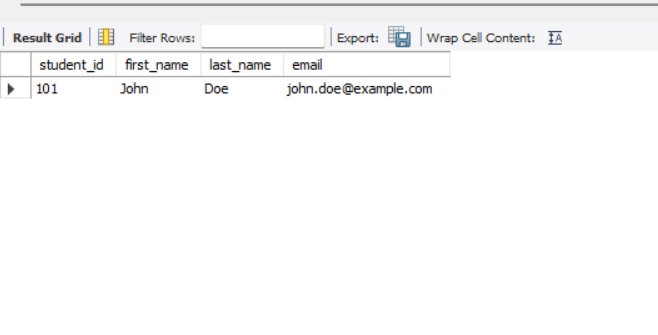 Result Grid Filter Rows: Export: Wrap Cell Content: IA
student_id first_name last_name email
101 John Doe john.doe@example.com